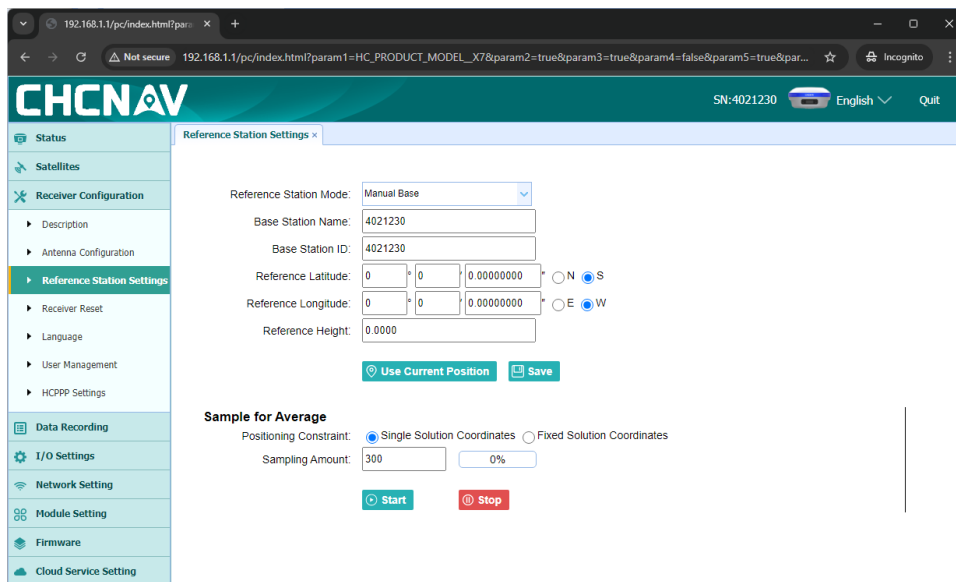 192.168.1.1/pc/index.html?para
Not secure 192.168.1.1/pc/index.html?param1=HC_PRODUCT_MODEL__X7&param2=true&param3=true&param4=false&param5=true&par... Incognito
CHCNAV SN:4021230 English Quit
Status
Reference Station Settings ×
Satellites
Receiver Configuration
Description
Antenna Configuration
Reference Station Settings
Receiver Reset
Language
User Management
HCPPP Settings
Data Recording
I/O Settings
Network Setting
Module Setting
Firmware
Cloud Service Setting
Reference Station Mode: Manual Base
Base Station Name: 4021230
Base Station ID: 4021230
Reference Latitude: 0 ° 0 ' 0.00000000 " N S
Reference Longitude: 0 ° 0 ' 0.00000000 " E W
Reference Height: 0.0000
Use Current Position Save
Sample for Average
Positioning Constraint: Single Solution Coordinates Fixed Solution Coordinates
Sampling Amount: 300 0%
Start Stop